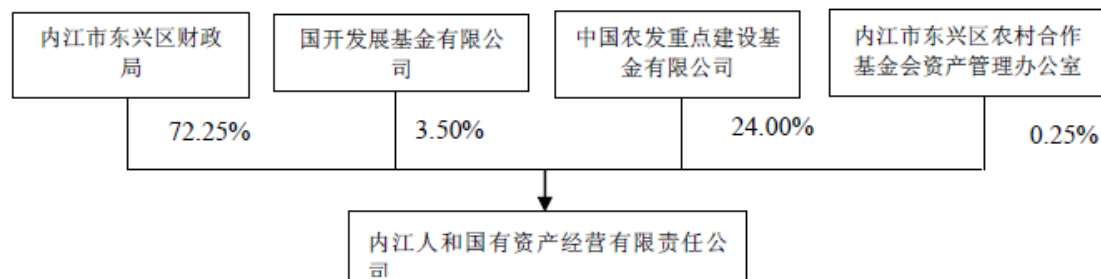 内江市东兴区财政
局
国开发展基金有限公
司
中国农发重点建设基
金有限公司
内江市东兴区农村合作
基金会资产管理办公室
72.25%
3.50%
24.00%
0.25%
内江人和国有资产经营有限责任公
司